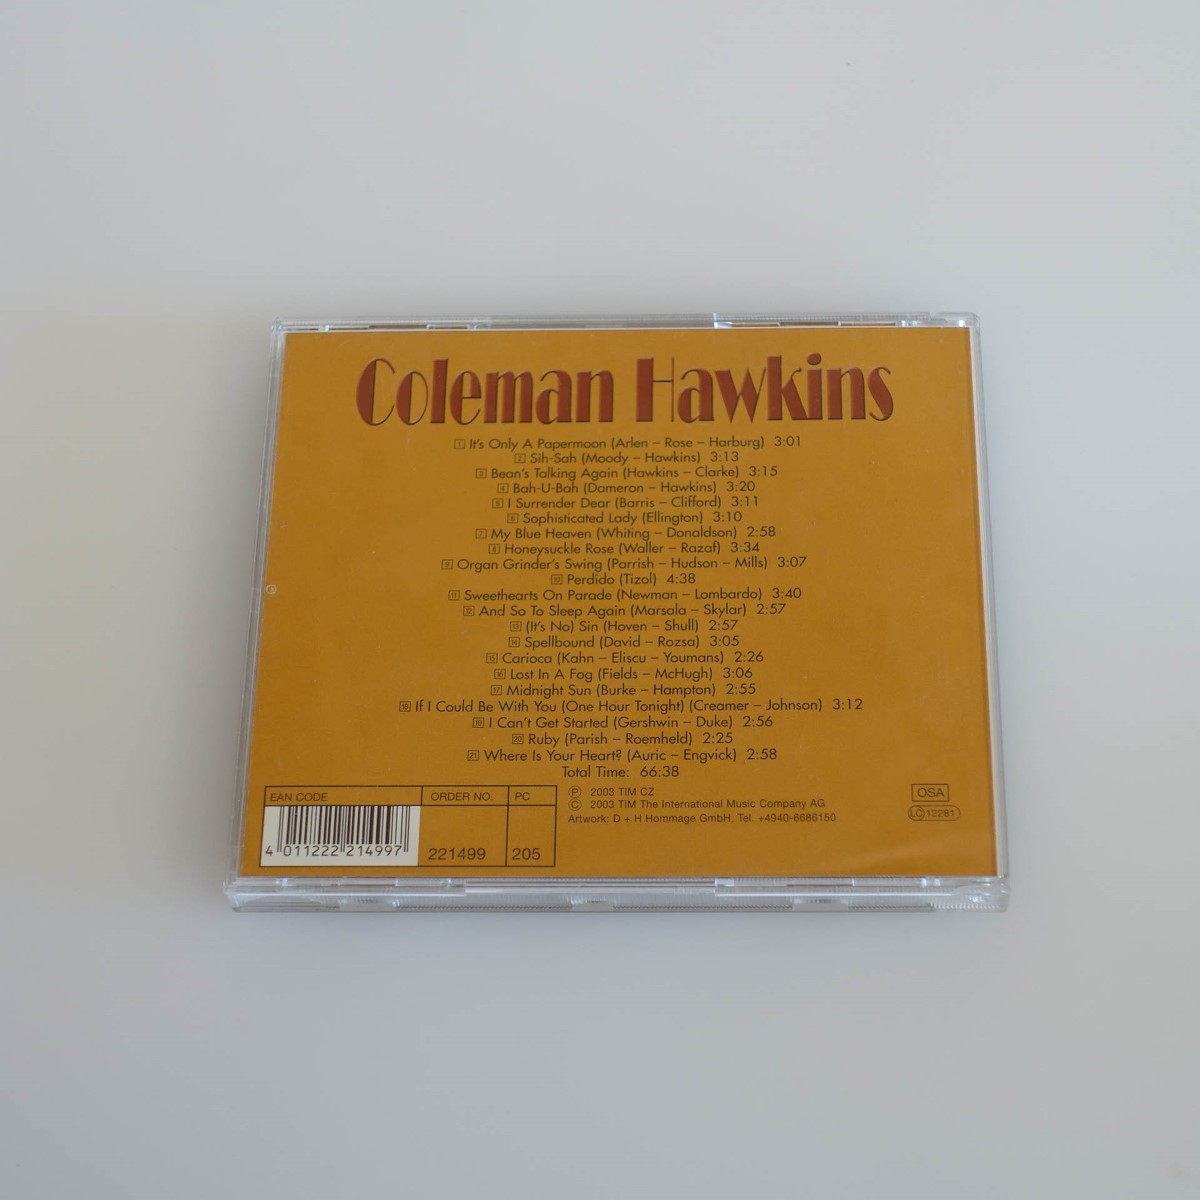 Coleman Hawkins
1 It's Only A Papermoon (Arlen – Rose – Harburg) 3:01
2 Sih-Sah (Moody – Hawkins) 3:13
3 Bean's Talking Again (Hawkins – Clarke) 3:15
4 Bah-U-Bah (Dameron – Hawkins) 3:20
5 I Surrender Dear (Barris – Clifford) 3:11
6 Sophisticated Lady (Ellington) 3:10
7 My Blue Heaven (Whiting – Donaldson) 2:58
8 Honeysuckle Rose (Waller – Razaf) 3:34
9 Organ Grinder's Swing (Parrish – Hudson – Mills) 3:07
10 Perdido (Tizol) 4:38
11 Sweethearts On Parade (Newman – Lombardo) 3:40
12 And So To Sleep Again (Marsala – Skylar) 2:57
13 (It's No) Sin (Hoven – Shull) 2:57
14 Spellbound (David – Rozsa) 3:05
15 Carioca (Kahn – Eliscu – Youmans) 2:26
16 Lost In A Fog (Fields – McHugh) 3:06
17 Midnight Sun (Burke – Hampton) 2:55
18 If I Could Be With You (One Hour Tonight) (Creamer – Johnson) 3:12
19 I Can't Get Started (Gershwin – Duke) 2:56
20 Ruby (Parish – Roemheld) 2:25
21 Where Is Your Heart? (Auric – Engvick) 2:58
Total Time: 66:38
EAN CODE
4 011222 214997
ORDER NO.
221499
PC
205
Ⓟ 2003 TIM CZ
© 2003 TIM The International Music Company AG
Artwork: D + H Hommage GmbH, Tel. +4940-6686150
OSA
LC 12281